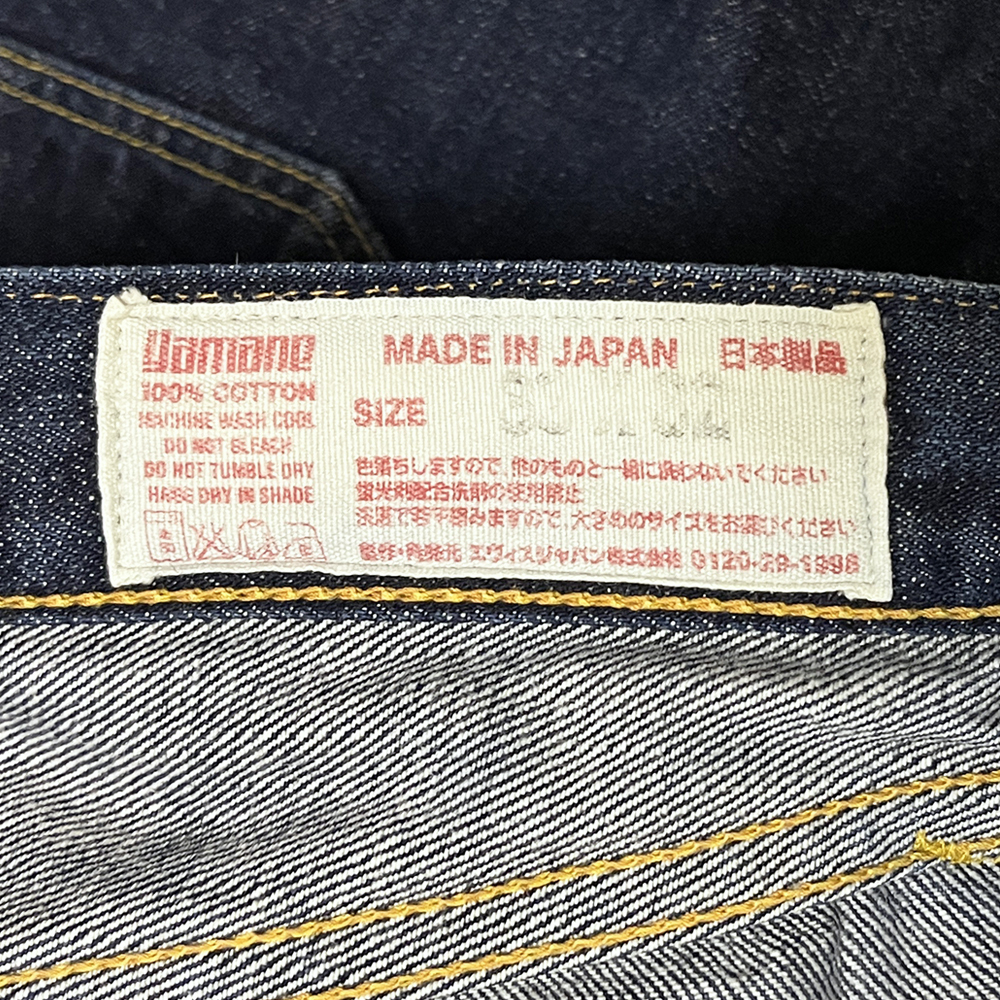 Yamane
100% COTTON
MACHINE WASH COOL
DO NOT BLEACH
DO NOT TUMBLE DRY
HANG DRY IN SHADE
MADE IN JAPAN 日本製品
SIZE
色落ちしますので、他のものと一緒に洗わないでください
蛍光剤配合洗剤の使用禁止
洗濯で若干縮みますので、大きめのサイズをお選びください
エヴィスジャパン株式会社 0120-29-1998